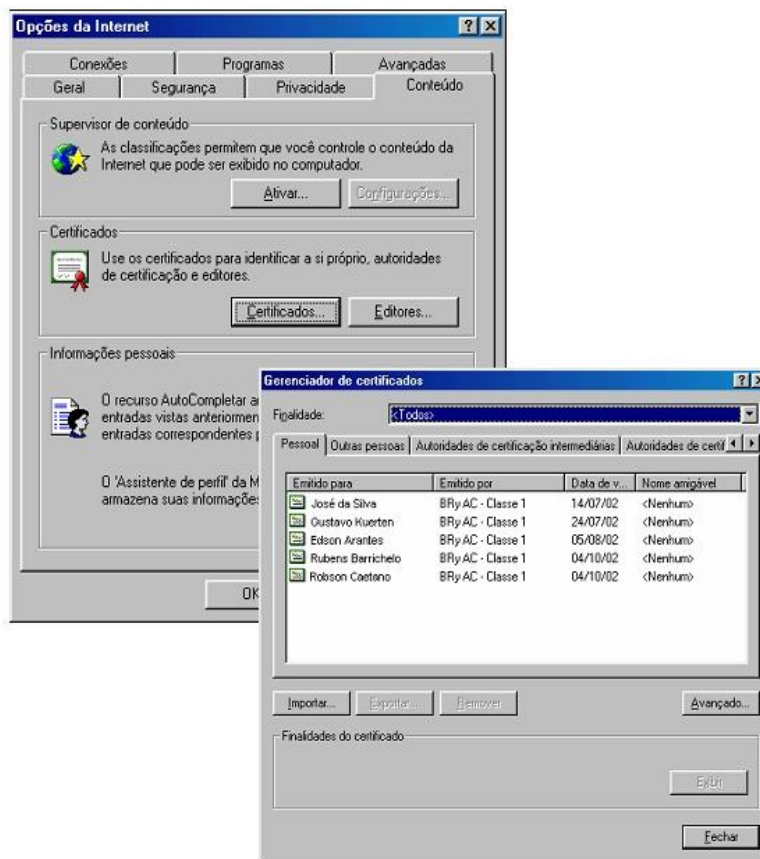 Opções da Internet
Conexões Programas Avançadas
Geral Segurança Privacidade Conteúdo
Supervisor de conteúdo
As classificações permitem que você controle o conteúdo da
Internet que pode ser exibido no computador.
Ativar... Configurações...
Certificados
Use os certificados para identificar a si próprio, autoridades
de certificação e editores.
Certificados... Editores...
Informações pessoais
O recurso AutoCompletar
entradas vistas
entradas correspondentes
O 'Assistente de perfil' da M
armazena suas
OK
Gerenciador de certificados
Finalidade: <Todos>
Pessoal Outras pessoas Autoridades de certificação intermediárias Autoridades de certif
Emitido para Emitido por Data de v... Nome amigável
José da Silva BRy AC - Classe 1 14/07/02 <Nenhum>
Gustavo Kuerten BRy AC - Classe 1 24/07/02 <Nenhum>
Edson Arantes BRy AC - Classe 1 05/08/02 <Nenhum>
Rubens Barrichelo BRy AC - Classe 1 04/10/02 <Nenhum>
Robson Caetano BRy AC - Classe 1 04/10/02 <Nenhum>
Importar... Exportar... Remover Avançado...
Finalidades do certificado
Exibir
Fechar